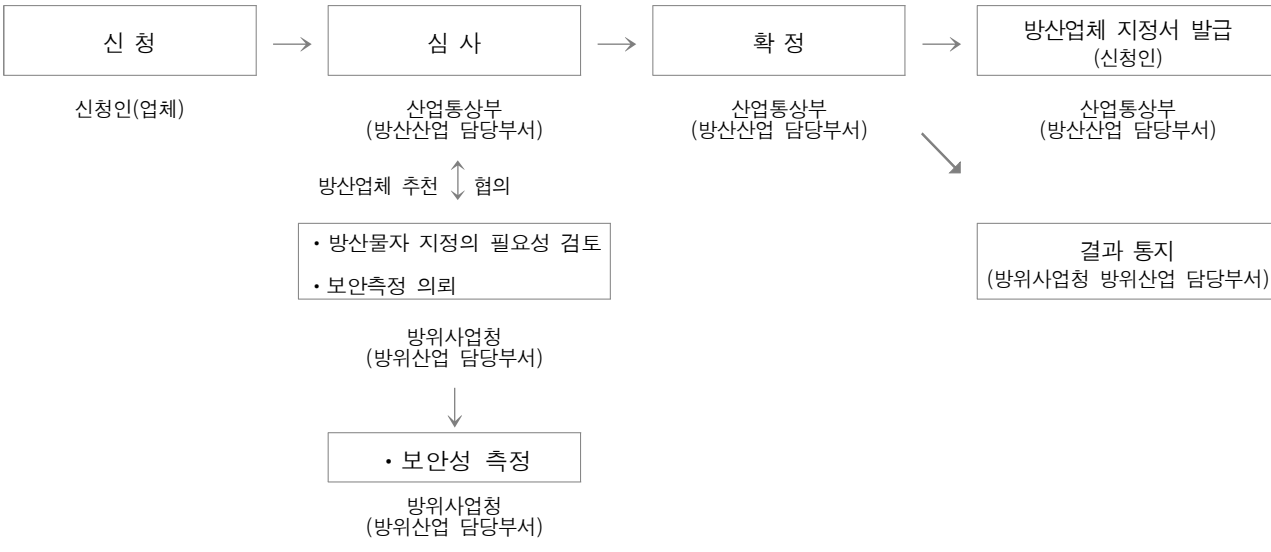 신 청
심 사
확 정
방산업체 지정서 발급
(신청인)
신청인(업체)
산업통상부
(방산산업 담당부서)
산업통상부
(방산산업 담당부서)
산업통상부
(방산산업 담당부서)
방산업체 추천
협의
· 방산물자 지정의 필요성 검토
· 보안측정 의뢰
결과 통지
(방위사업청 방위산업 담당부서)
방위사업청
(방위산업 담당부서)
· 보안성 측정
방위사업청
(방위산업 담당부서)